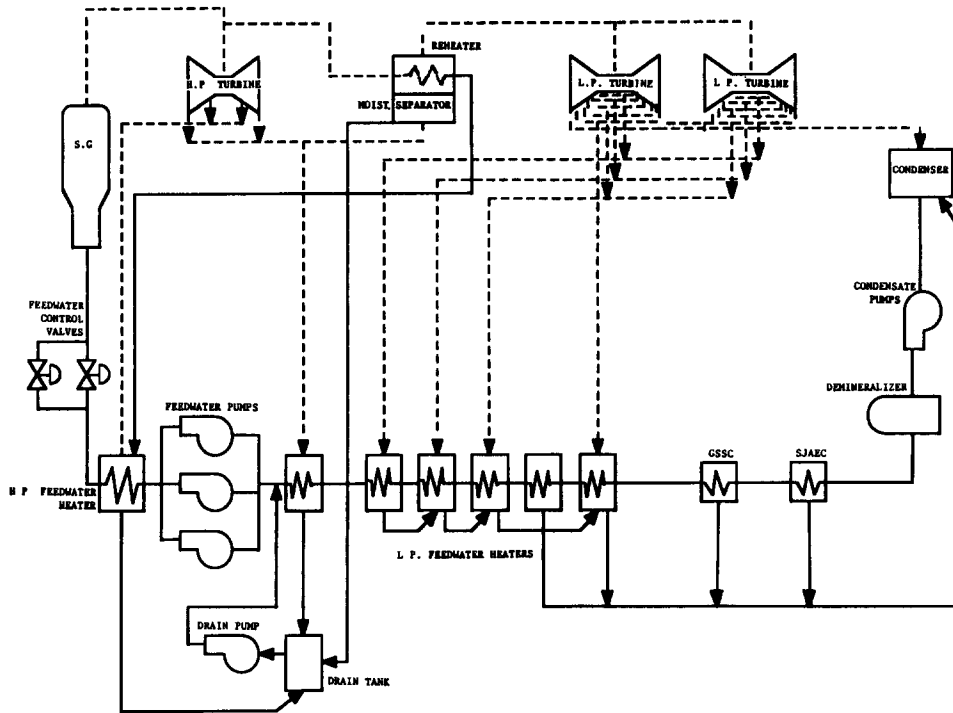 REHEATER
H.P. TURBINE
L.P. TURBINE
L P. TURBINE
MOIST. SEPARATOR
S.G
CONDENSER
FEEDWATER
CONTROL
VALVES
CONDENSATE
PUMPS
DEMINERALIZER
FEEDWATER PUMPS
GSSC
SJAEC
H P FEEDWATER
HEATER
L P. FEEDWATER HEATERS
DRAIN PUMP
DRAIN TANK